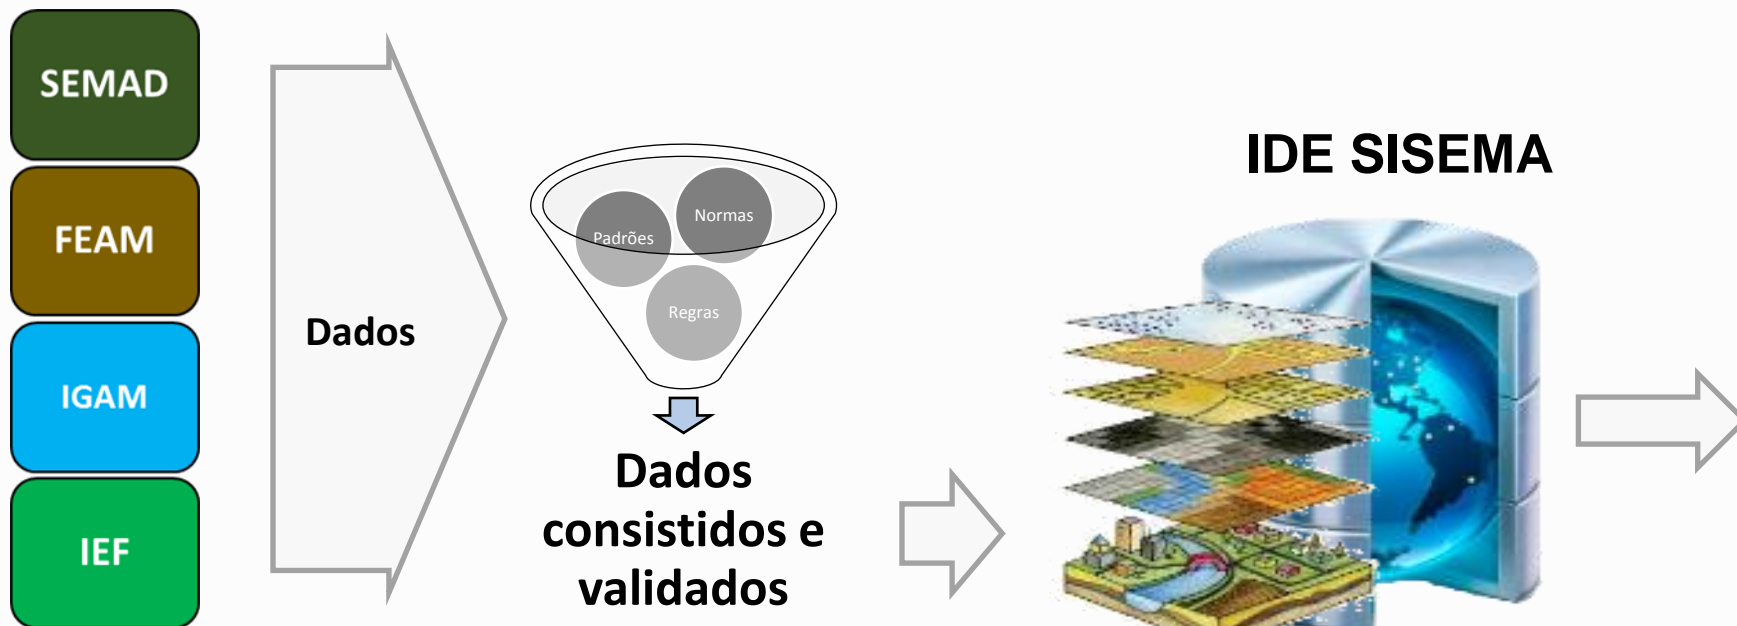 SEMAD
FEAM
IGAM
IEF
Dados
Normas
Padrões
Regras
Dados
consistidos e
validados
IDE SISEMA